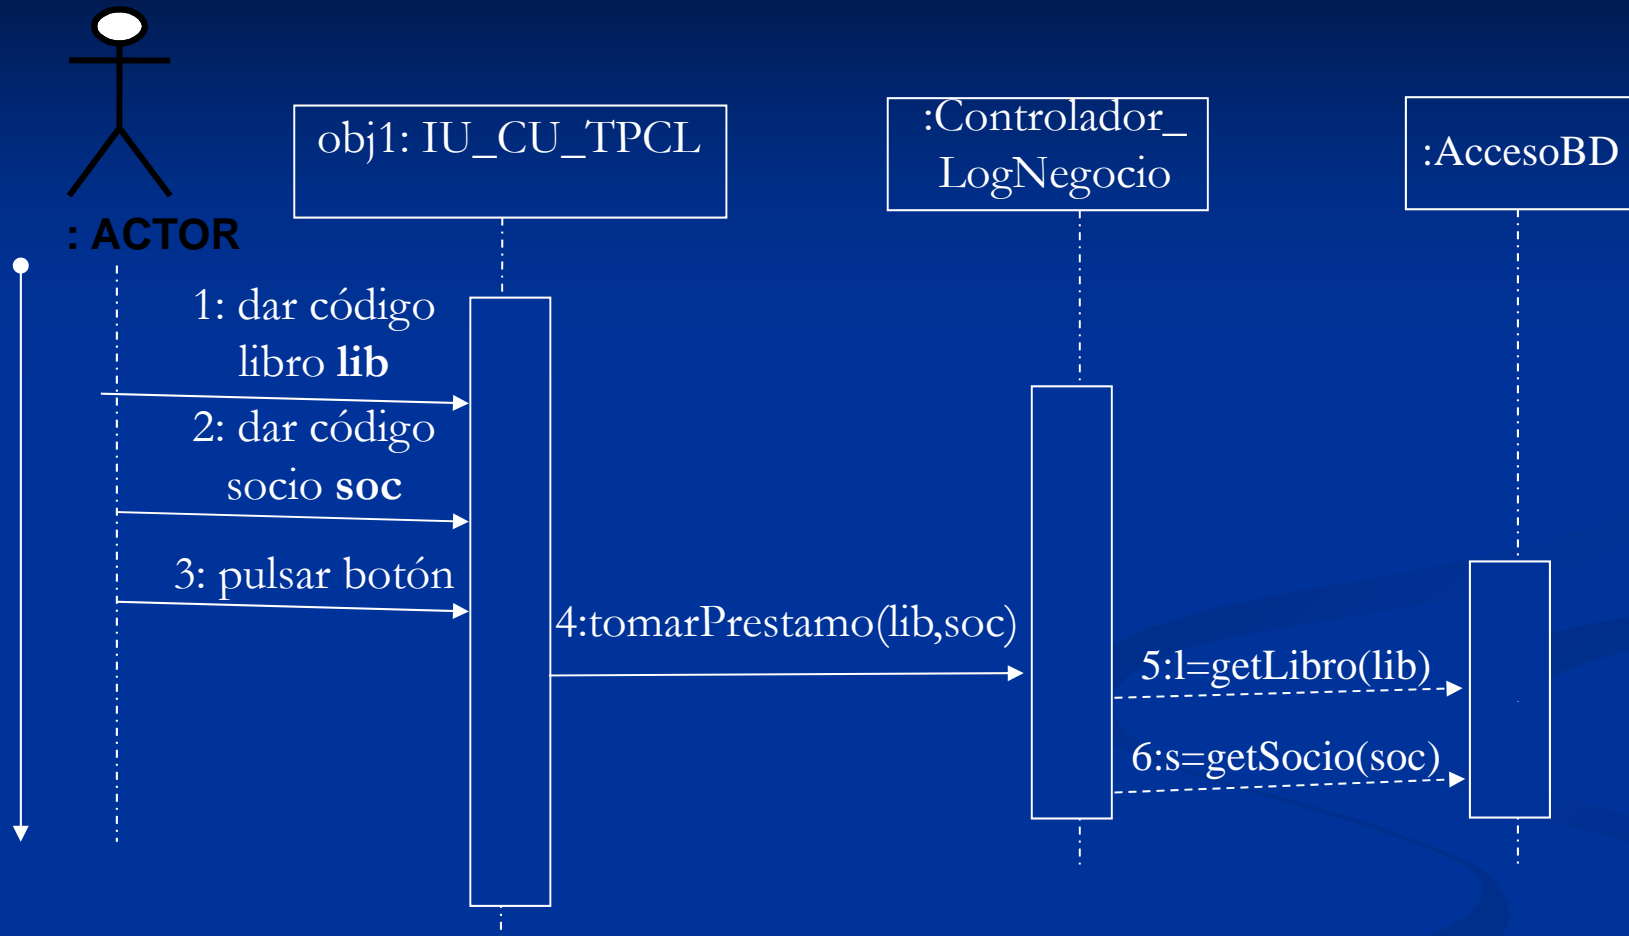 obj1: IU_CU_TPCL
:Controlador_
LogNegocio
:AccesoBD
: ACTOR
1: dar código
libro lib
2: dar código
socio soc
3: pulsar botón
4:tomarPrestamo(lib,soc)
5:l=getLibro(lib)
6:s=getSocio(soc)